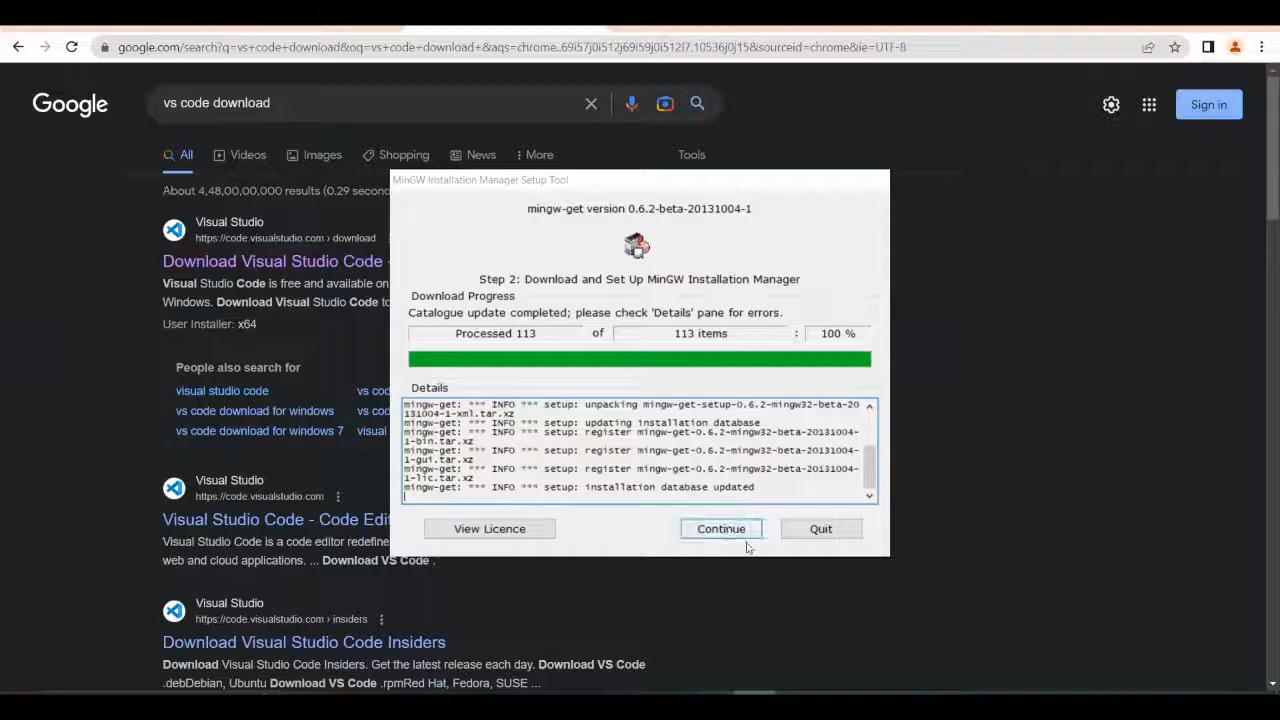 google.com/search?q=vs+code+download&oq=vs+code+download+&aqs=chrome..69i57j0i512j69i59j0i512l7.10536j0j15&sourceid=chrome&ie=UTF-8
Google
vs code download
Sign in
All
Videos
Images
Shopping
News
More
Tools
About 4,48,00,00,000 results (0.29
Visual Studio
https://code.visualstudio.com › download
Download Visual Studio Code -
Visual Studio Code is free and available on
Windows. Download Visual Studio Code
User Installer: x64
People also search for
visual studio code
vs code download for windows
vs code download for windows 7
visual
Visual Studio
https://code.visualstudio.com
Visual Studio Code - Code
Visual Studio Code is a code editor
web and cloud applications. ... Download VS Code .
Visual Studio
https://code.visualstudio.com › insiders
Download Visual Studio Code Insiders
Download Visual Studio Code Insiders. Get the latest release each day. Download VS Code
.debDebian, Ubuntu Download VS Code .rpmRed Hat, Fedora, SUSE ...
MinGW Installation Manager Setup Tool
mingw-get version 0.6.2-beta-20131004-1
Step 2: Download and Set Up MinGW Installation Manager
Download Progress
Catalogue update completed; please check 'Details' pane for errors.
Processed 113 of 113 items : 100 %
Details
mingw-get: *** INFO *** setup: unpacking mingw-get-setup-0.6.2-mingw32-beta-20
131004-1-xml.tar.xz
mingw-get: *** INFO *** setup: updating installation database
mingw-get: *** INFO *** setup: register mingw-get-0.6.2-mingw32-beta-20131004-
1-bin.tar.xz
mingw-get: *** INFO *** setup: register mingw-get-0.6.2-mingw32-beta-20131004-
1-gui.tar.xz
mingw-get: *** INFO *** setup: register mingw-get-0.6.2-mingw32-beta-20131004-
1-lic.tar.xz
mingw-get: *** INFO *** setup: installation database updated
View Licence
Continue
Quit